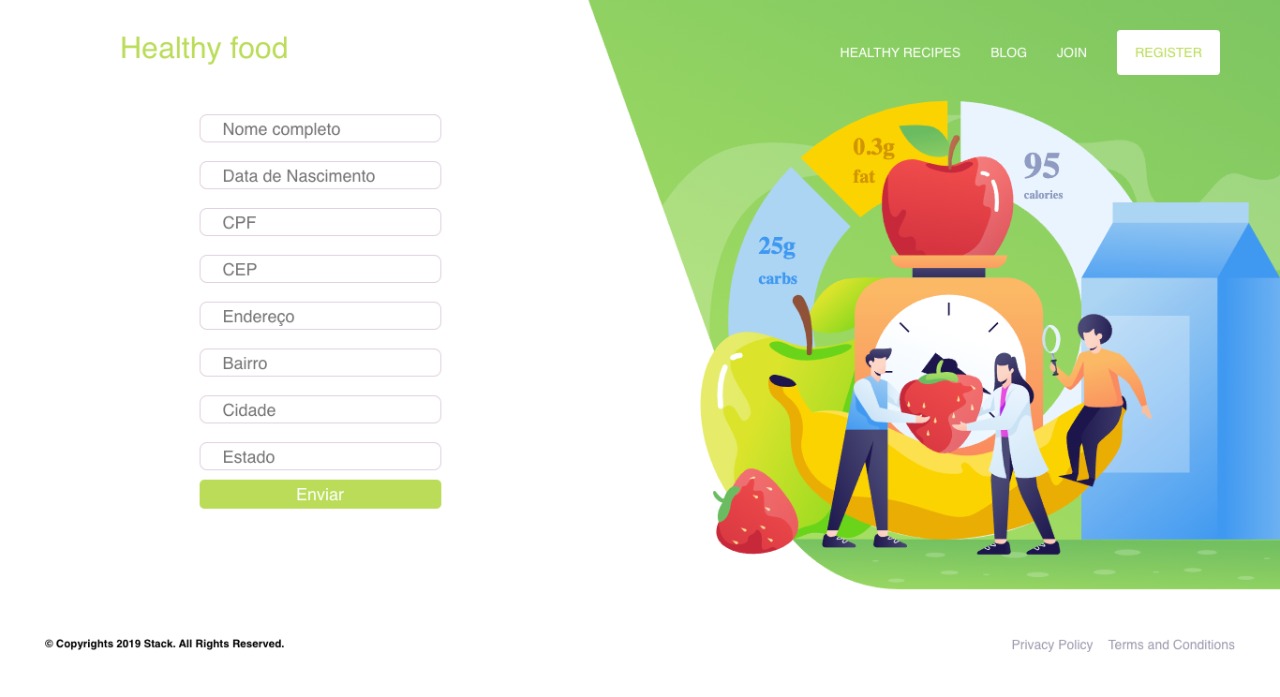 Healthy food
HEALTHY RECIPES BLOG JOIN REGISTER
Nome completo
Data de Nascimento
CPF
CEP
Endereço
Bairro
Cidade
Estado
Enviar
0.3g
fat
95
calories
25g
carbs
© Copyrights 2019 Stack. All Rights Reserved.
Privacy Policy Terms and Conditions